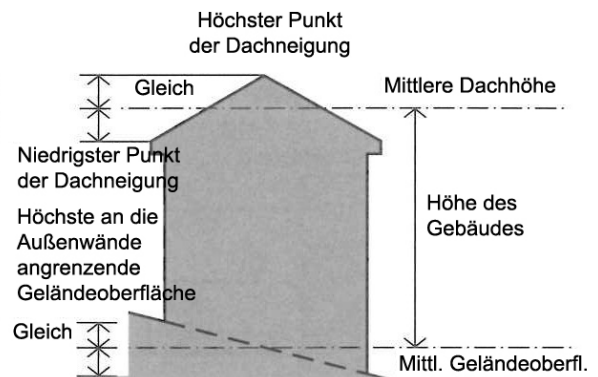 Höchster Punkt
der Dachneigung
Gleich
Mittlere Dachhöhe
Niedrigster Punkt
der Dachneigung
Höchste an die
Außenwände
angrenzende
Geländeoberfläche
Höhe des
Gebäudes
Gleich
Mittl. Geländeoberfl.